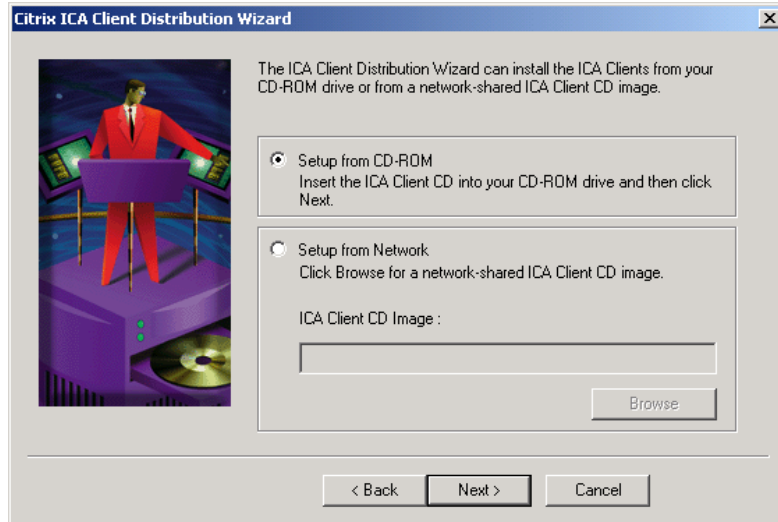 Citrix ICA Client Distribution Wizard
The ICA Client Distribution Wizard can install the ICA Clients from your
CD-ROM drive or from a network-shared ICA Client CD image.
Setup from CD-ROM
Insert the ICA Client CD into your CD-ROM drive and then click
Next.
Setup from Network
Click Browse for a network-shared ICA Client CD image.
ICA Client CD Image :
Browse
< Back
Next >
Cancel